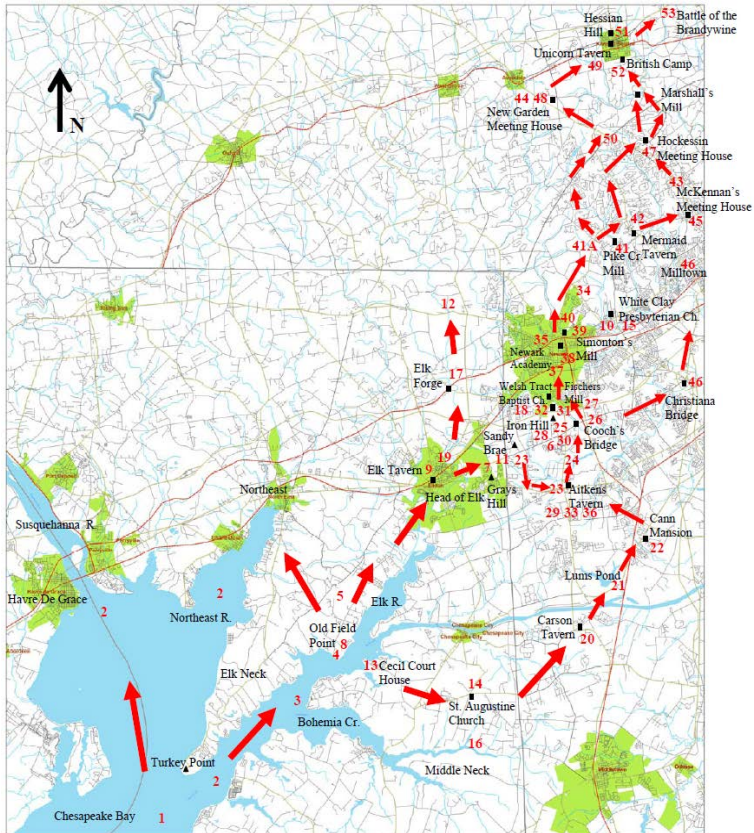 53 Battle of the
Brandywine
Hessian
Hill
51
Unicorn Tavern
British Camp
52
49
Marshall's
Mill
44 48
New Garden
Meeting House
50
Hockessin
Meeting House
47
43
McKennan's
Meeting House
45
42
Mermaid
Tavern
41A
41
Pike Cr.
Mill
46
Milltown
N
Oxford
34
12
White Clay
Presbyterian Ch.
10 15
40
39
35
Simonton's
Mill
Newark
Academy
38
37
17
Elk
Forge
Welsh Tract
Baptist Ch.
Fischers
Mill
27
18 32 31
26
Iron Hill
25
28
6 30
Cooch's
Bridge
46
Christiana
Bridge
Sandy
Brae
19
Elk Tavern
9
11 23
7
24
Head of Elk
Grays
Hill
23
Aitkens
Tavern
29 33 36
Northeast
Susquehanna R.
Cann
Mansion
22
Havre De Grace
2
Northeast R.
2
5
Elk R.
Lums Pond
21
Old Field
Point
8
4
Chesapeake City
Chesapeake City
Carson
Tavern
20
Elk Neck
13
Cecil Court
House
14
St. Augustine
Church
3
Bohemia Cr.
16
Middle Neck
Turkey Point
2
Chesapeake Bay
1